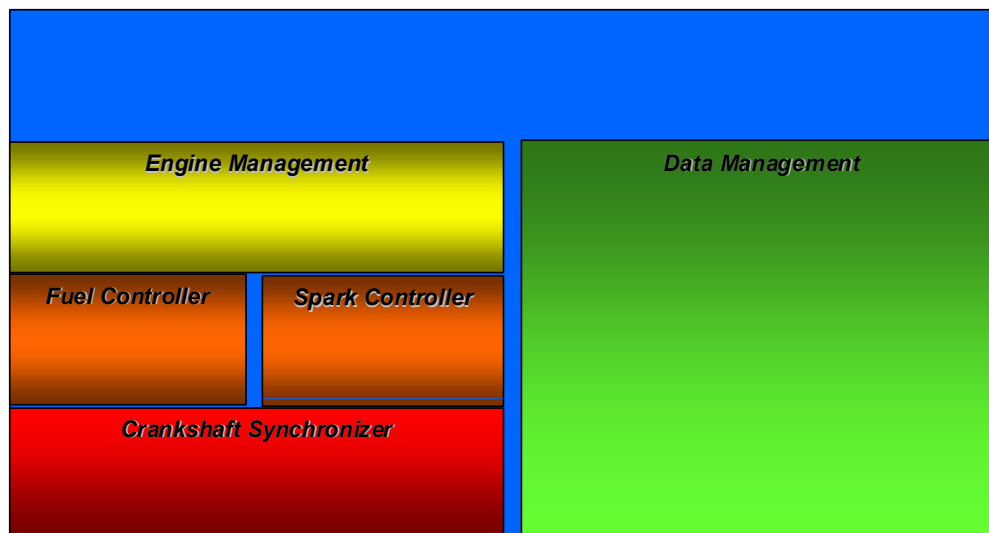 Engine Management
Data Management
Fuel Controller
Spark Controller
Crankshaft Synchronizer